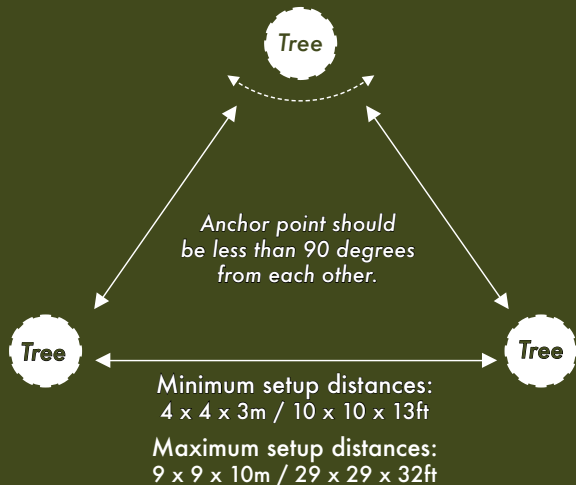 Tree
Anchor point should
be less than 90 degrees
from each other.
Tree
Tree
Minimum setup distances:
4 x 4 x 3m / 10 x 10 x 13ft
Maximum setup distances:
9 x 9 x 10m / 29 x 29 x 32ft